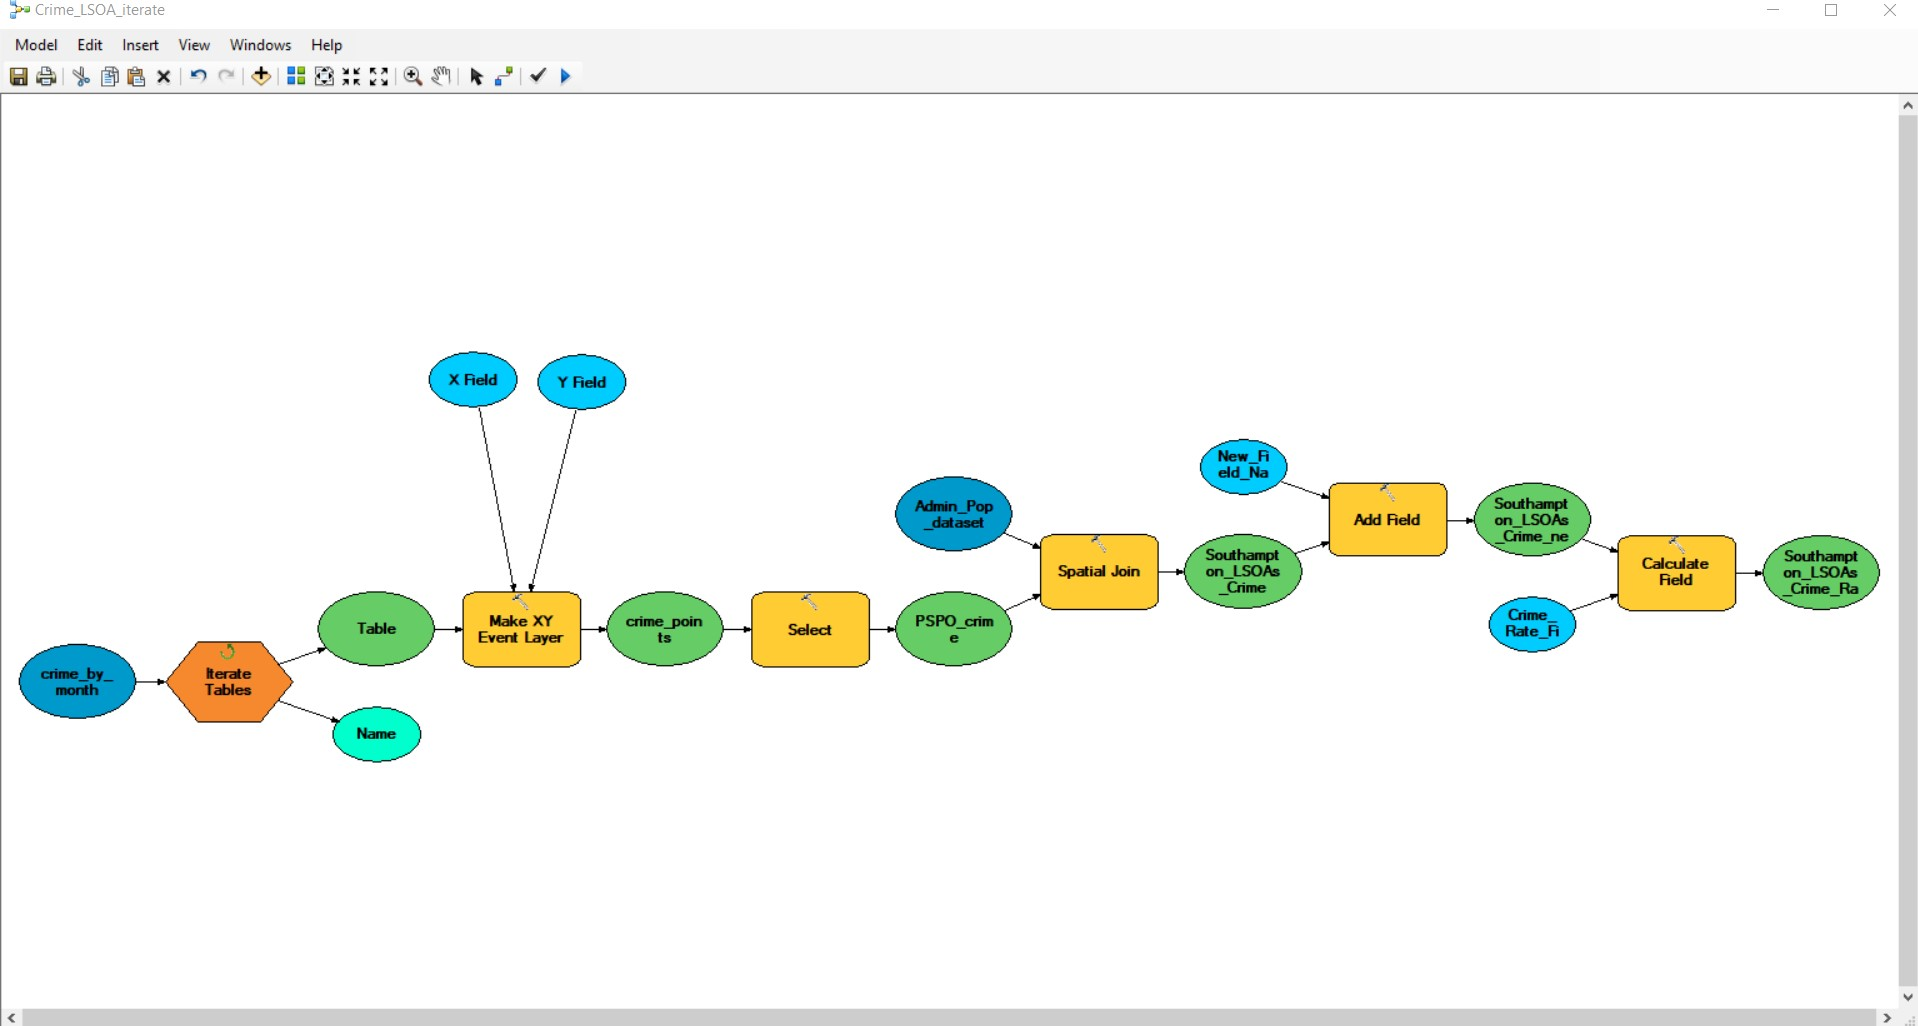 Crime_LSOA_iterate
Model Edit Insert View Windows Help
X Field
Y Field
New_Fi
eld_Na
Admin_Pop
_dataset
Add Field
Southampt
on_LSOAs
_Crime_ne
Spatial Join
Southampt
on_LSOAs
_Crime
Calculate
Field
Southampt
on_LSOAs
_Crime_Ra
Table
Make XY
Event Layer
crime_poin
ts
Select
PSPO_crim
e
Crime_
Rate_Fi
crime_by_
month
Iterate
Tables
Name